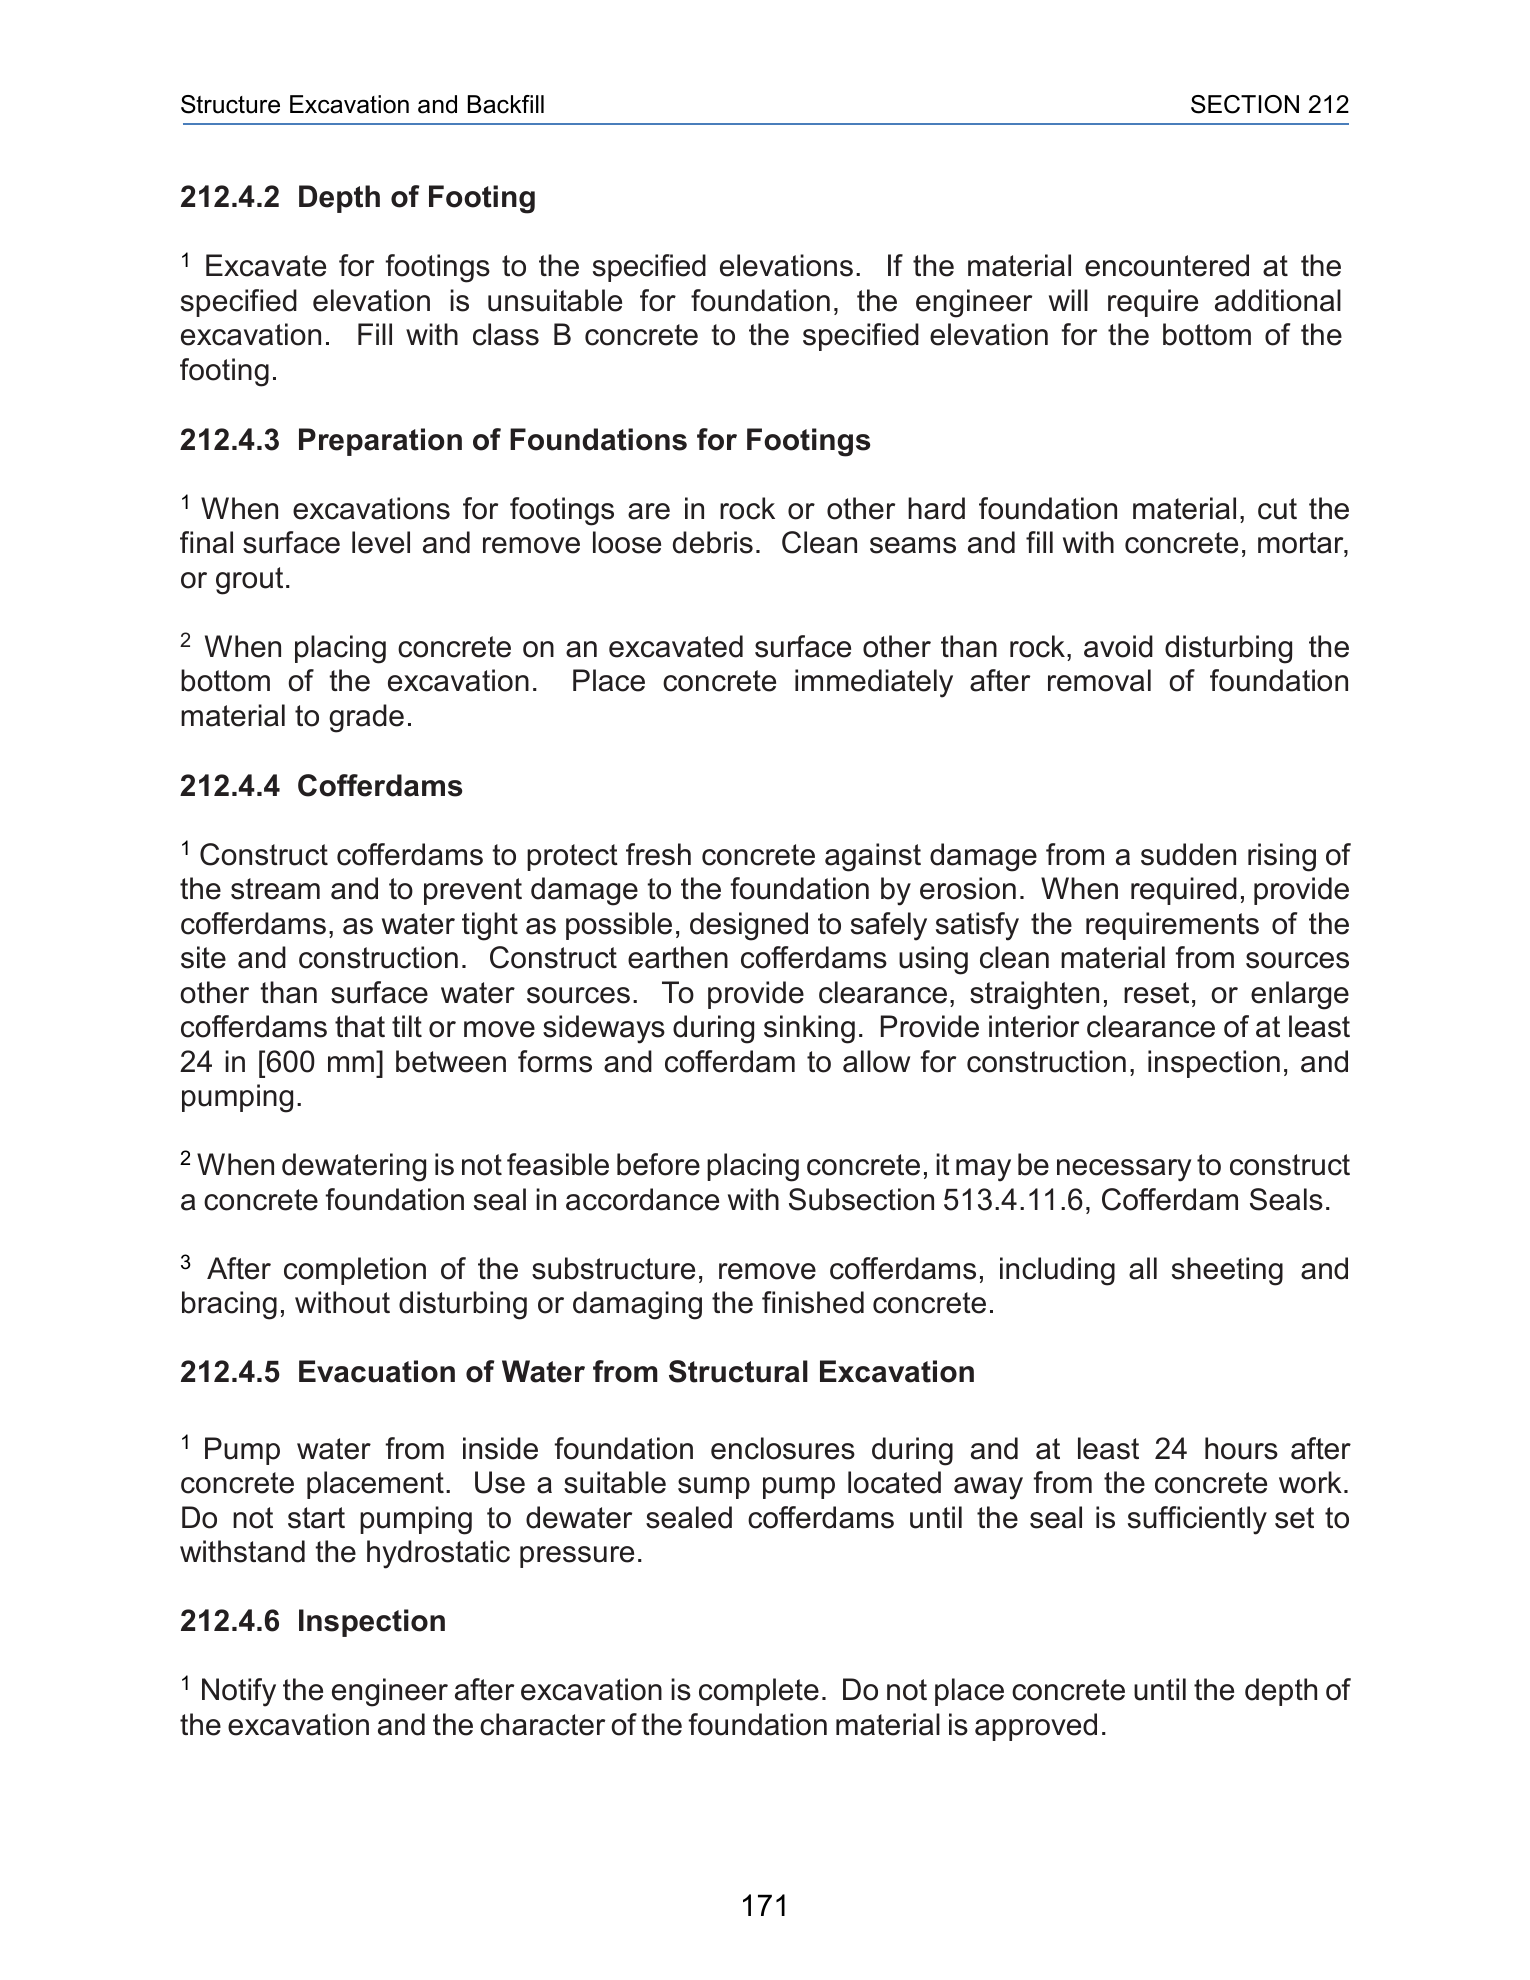 Structure Excavation and Backfill SECTION 212
212.4.2 Depth of Footing
1 Excavate for footings to the specified elevations. If the material encountered at the
specified elevation is unsuitable for foundation, the engineer will require additional
excavation. Fill with class B concrete to the specified elevation for the bottom of the
footing.
212.4.3 Preparation of Foundations for Footings
1 When excavations for footings are in rock or other hard foundation material, cut the
final surface level and remove loose debris. Clean seams and fill with concrete, mortar,
or grout.
2 When placing concrete on an excavated surface other than rock, avoid disturbing the
bottom of the excavation. Place concrete immediately after removal of foundation
material to grade.
212.4.4 Cofferdams
1 Construct cofferdams to protect fresh concrete against damage from a sudden rising of
the stream and to prevent damage to the foundation by erosion. When required, provide
cofferdams, as water tight as possible, designed to safely satisfy the requirements of the
site and construction. Construct earthen cofferdams using clean material from sources
other than surface water sources. To provide clearance, straighten, reset, or enlarge
cofferdams that tilt or move sideways during sinking. Provide interior clearance of at least
24 in [600 mm] between forms and cofferdam to allow for construction, inspection, and
pumping.
2 When dewatering is not feasible before placing concrete, it may be necessary to construct
a concrete foundation seal in accordance with Subsection 513.4.11.6, Cofferdam Seals.
3 After completion of the substructure, remove cofferdams, including all sheeting and
bracing, without disturbing or damaging the finished concrete.
212.4.5 Evacuation of Water from Structural Excavation
1 Pump water from inside foundation enclosures during and at least 24 hours after
concrete placement. Use a suitable sump pump located away from the concrete work.
Do not start pumping to dewater sealed cofferdams until the seal is sufficiently set to
withstand the hydrostatic pressure.
212.4.6 Inspection
1 Notify the engineer after excavation is complete. Do not place concrete until the depth of
the excavation and the character of the foundation material is approved.
171